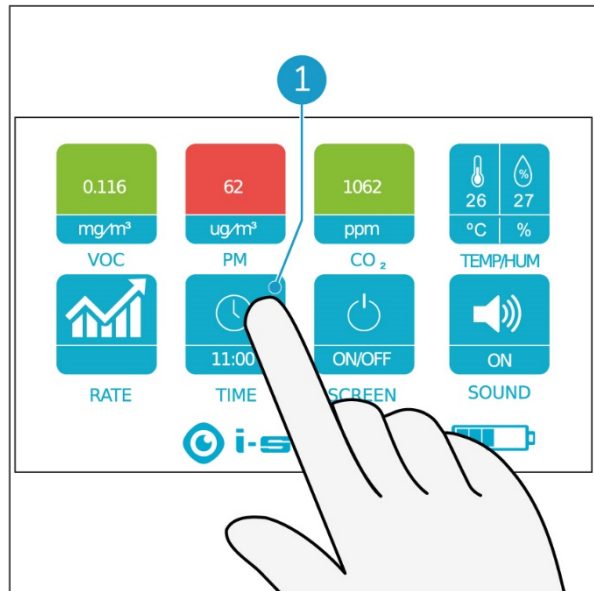 1
0.116
mg/m³
VOC
62
ug/m³
PM
1062
ppm
CO₂
26 27
°C %
%
TEMP/HUM
RATE
11:00
TIME
ON/OFF
SCREEN
ON
SOUND
i-s